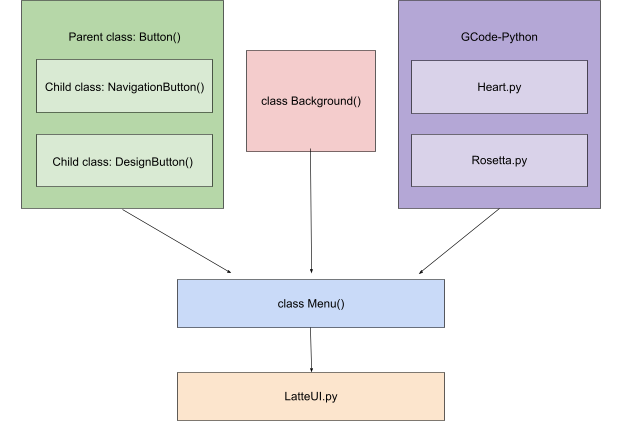 Parent class: Button()
Child class: NavigationButton()
Child class: DesignButton()
class Background()
GCode-Python
Heart.py
Rosetta.py
class Menu()
LatteUI.py